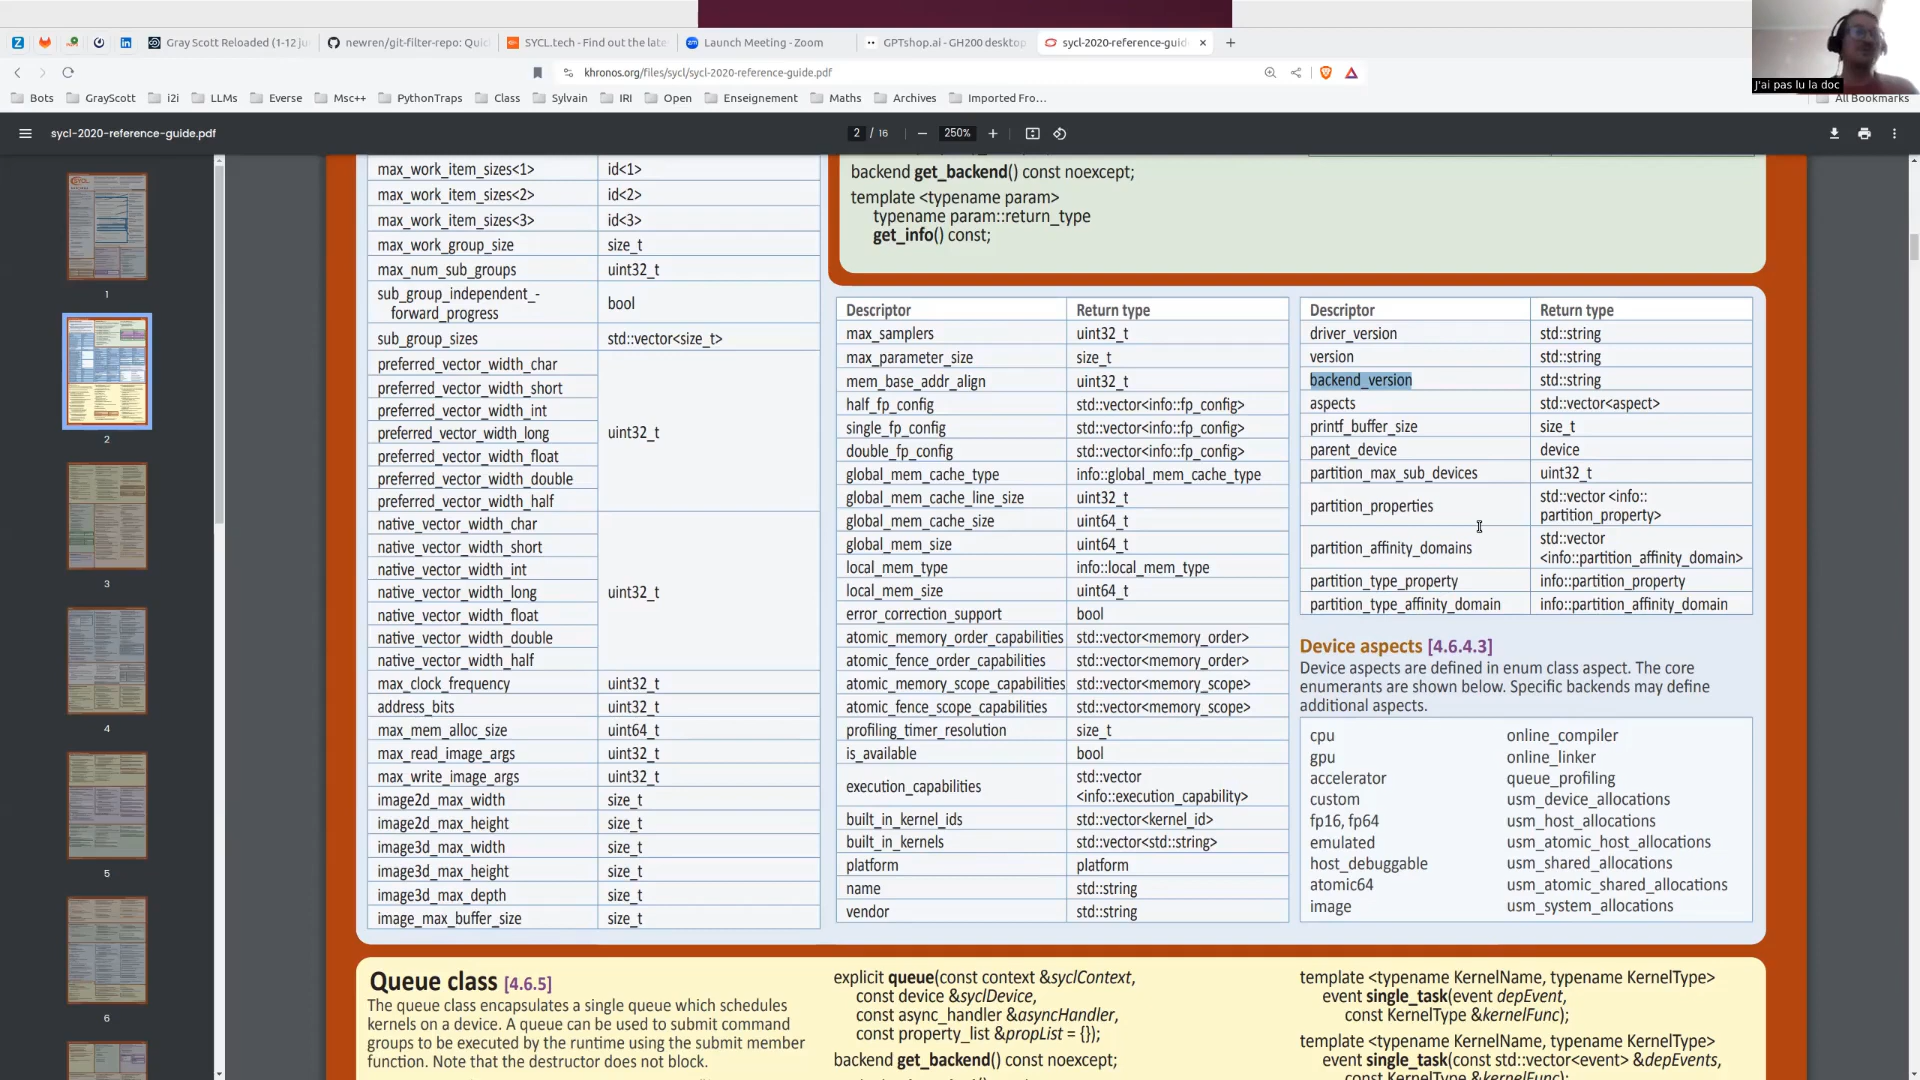 Gray Scott Reloaded (1-12 ju
newren/git-filter-repo: Quic
SYCL.tech - Find out the late
Launch Meeting - Zoom
GPTshop.ai - GH200 desktop
sycl-2020-reference-guid
khronos.org/files/sycl/sycl-2020-reference-guide.pdf
J'ai pas lu la doc
Bots GrayScott i2i LLMs Everse Msc++ PythonTraps Class Sylvain IRI Open Enseignement Maths Archives Imported Fro... All Bookmarks
sycl-2020-reference-guide.pdf
2 / 16
250%
1
2
3
4
5
6
max_work_item_sizes<1> id<1>
max_work_item_sizes<2> id<2>
max_work_item_sizes<3> id<3>
max_work_group_size size_t
max_num_sub_groups uint32_t
sub_group_independent_-
forward_progress bool
sub_group_sizes std::vector<size_t>
preferred_vector_width_char
preferred_vector_width_short
preferred_vector_width_int
preferred_vector_width_long uint32_t
preferred_vector_width_float
preferred_vector_width_double
preferred_vector_width_half
native_vector_width_char
native_vector_width_short
native_vector_width_int
native_vector_width_long uint32_t
native_vector_width_float
native_vector_width_double
native_vector_width_half
max_clock_frequency uint32_t
address_bits uint32_t
max_mem_alloc_size uint64_t
max_read_image_args uint32_t
max_write_image_args uint32_t
image2d_max_width size_t
image2d_max_height size_t
image3d_max_width size_t
image3d_max_height size_t
image3d_max_depth size_t
image_max_buffer_size size_t
backend get_backend() const noexcept;
template <typename param>
typename param::return_type
get_info() const;
Descriptor Return type
max_samplers uint32_t
max_parameter_size size_t
mem_base_addr_align uint32_t
half_fp_config std::vector<info::fp_config>
single_fp_config std::vector<info::fp_config>
double_fp_config std::vector<info::fp_config>
global_mem_cache_type info::global_mem_cache_type
global_mem_cache_line_size uint32_t
global_mem_cache_size uint64_t
global_mem_size uint64_t
local_mem_type info::local_mem_type
local_mem_size uint64_t
error_correction_support bool
atomic_memory_order_capabilities std::vector<memory_order>
atomic_fence_order_capabilities std::vector<memory_order>
atomic_memory_scope_capabilities std::vector<memory_scope>
atomic_fence_scope_capabilities std::vector<memory_scope>
profiling_timer_resolution size_t
is_available bool
execution_capabilities std::vector
<info::execution_capability>
built_in_kernel_ids std::vector<kernel_id>
built_in_kernels std::vector<std::string>
platform platform
name std::string
vendor std::string
Descriptor Return type
driver_version std::string
version std::string
backend_version std::string
aspects std::vector<aspect>
printf_buffer_size size_t
parent_device device
partition_max_sub_devices uint32_t
partition_properties std::vector <info::
partition_property>
partition_affinity_domains std::vector
<info::partition_affinity_domain>
partition_type_property info::partition_property
partition_type_affinity_domain info::partition_affinity_domain
Device aspects [4.6.4.3]
Device aspects are defined in enum class aspect. The core
enumerants are shown below. Specific backends may define
additional aspects.
cpu online_compiler
gpu online_linker
accelerator queue_profiling
custom usm_device_allocations
fp16, fp64 usm_host_allocations
emulated usm_atomic_host_allocations
host_debuggable usm_shared_allocations
atomic64 usm_atomic_shared_allocations
image usm_system_allocations
Queue class [4.6.5]
The queue class encapsulates a single queue which schedules
kernels on a device. A queue can be used to submit command
groups to be executed by the runtime using the submit member
function. Note that the destructor does not block.
explicit queue(const context &syclContext,
const device &syclDevice,
const async_handler &asyncHandler,
const property_list &propList = {});
backend get_backend() const noexcept;
template <typename KernelName, typename KernelType>
event single_task(event depEvent,
const KernelType &kernelFunc);
template <typename KernelName, typename KernelType>
event single_task(const std::vector<event> &depEvents,
const KernelType &kernelFunc);